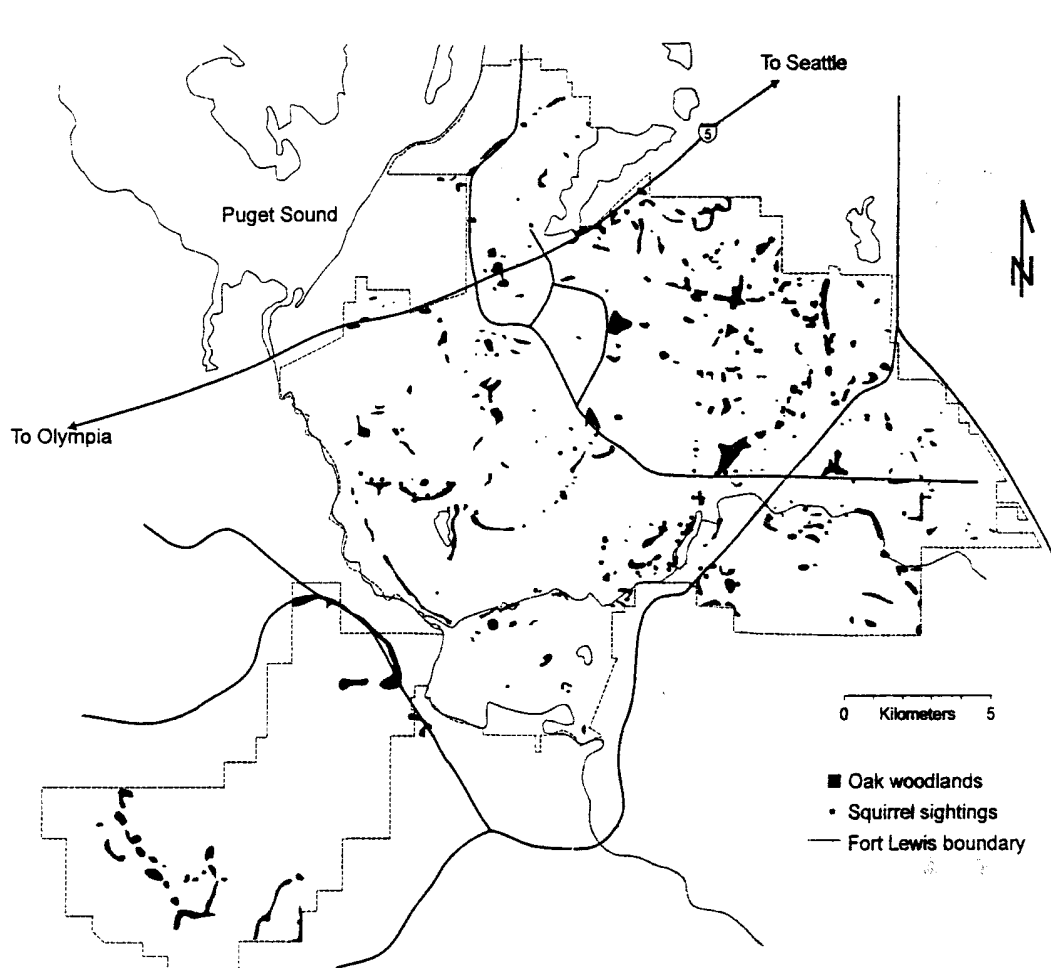 To Seattle
5
Puget Sound
N
To Olympia
0 Kilometers 5
Oak woodlands
Squirrel sightings
Fort Lewis boundary